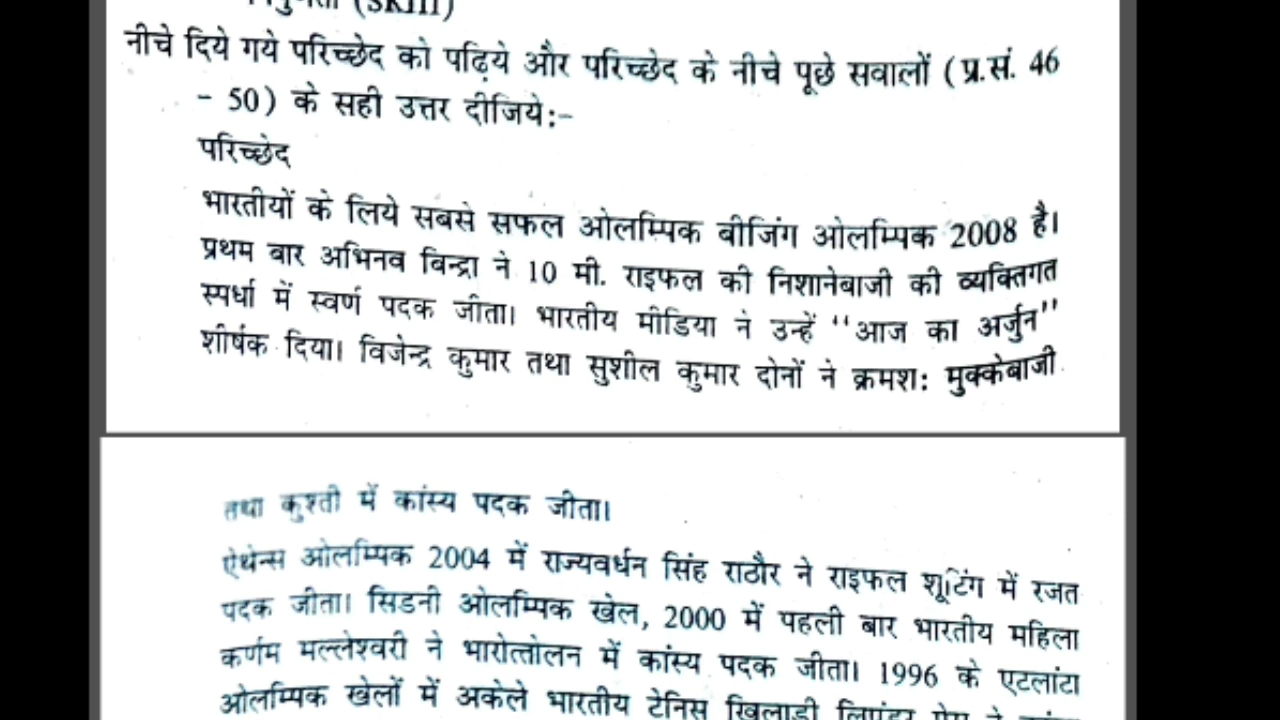 (Skill)
नीचे दिये गये परिच्छेद को पढ़िये और परिच्छेद के नीचे पूछे सवालों ( प्र.सं. 46
- 50) के सही उत्तर दीजिये:-
परिच्छेद
भारतीयों के लिये सबसे सफल ओलम्पिक बीजिंग ओलम्पिक 2008 है।
प्रथम बार अभिनव बिन्द्रा ने 10 मी. राइफल की निशानेबाजी की व्यक्तिगत
स्पर्धा में स्वर्ण पदक जीता। भारतीय मीडिया ने उन्हें ‘‘आज का अर्जुन’’
शीर्षक दिया। विजेन्द्र कुमार तथा सुशील कुमार दोनों ने क्रमश: मुक्केबाजी
तथा कुश्ती में कांस्य पदक जीता।
ऐथेन्स ओलम्पिक 2004 में राज्यवर्धन सिंह राठौर ने राइफल शूटिंग में रजत
पदक जीता। सिडनी ओलम्पिक खेल, 2000 में पहली बार भारतीय महिला
कर्णम मल्लेश्वरी ने भारोत्तोलन में कांस्य पदक जीता। 1996 के एटलांटा
ओलम्पिक खेलों में अकेले भारतीय टेनिस खिलाड़ी लिएंडर पेस ने